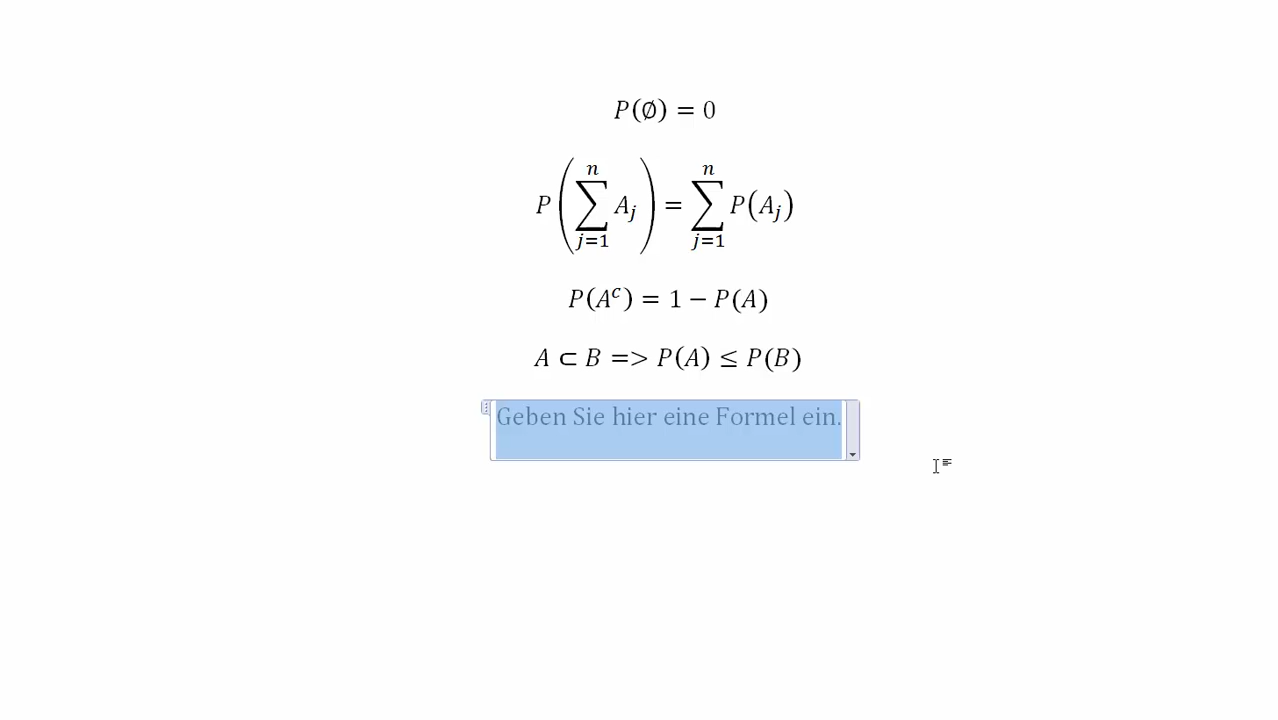 P(∅) = 0
P(∑_{j=1}^{n} A_j) = ∑_{j=1}^{n} P(A_j)
P(A^c) = 1 − P(A)
A ⊂ B => P(A) ≤ P(B)
Geben Sie hier eine Formel ein.